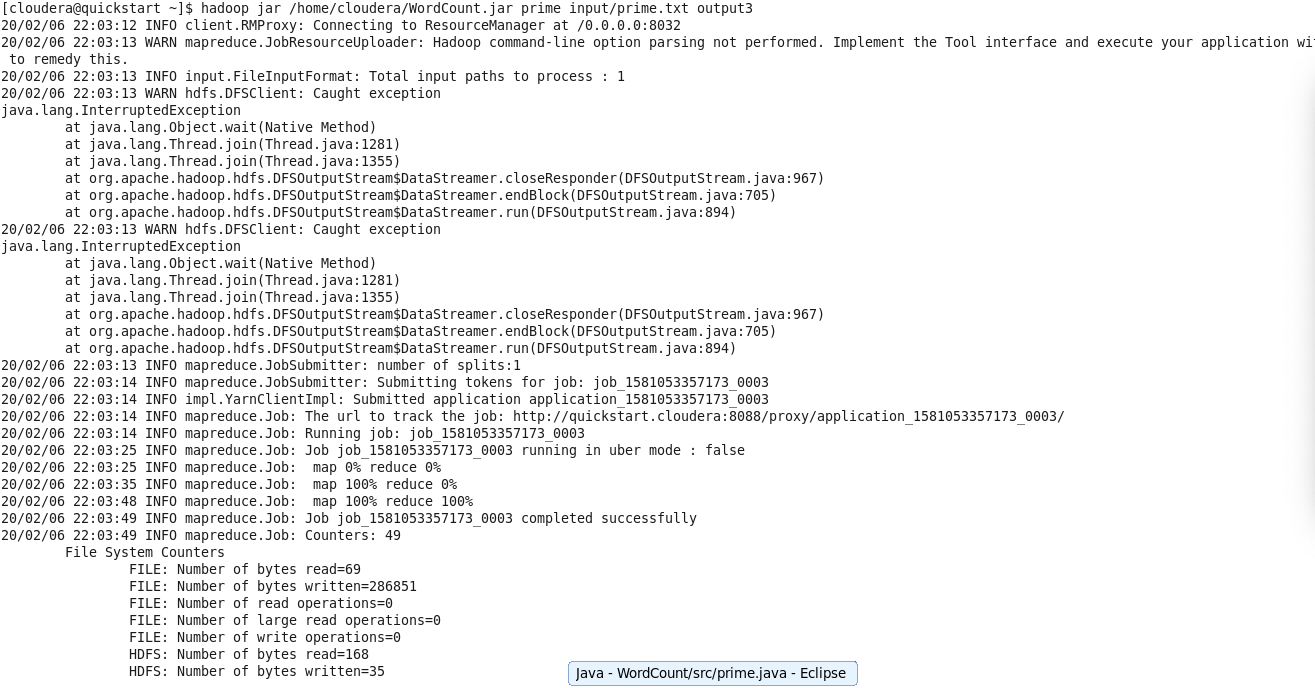 [cloudera@quickstart ~]$ hadoop jar /home/cloudera/WordCount.jar prime input/prime.txt output3
20/02/06 22:03:12 INFO client.RMProxy: Connecting to ResourceManager at /0.0.0.0:8032
20/02/06 22:03:13 WARN mapreduce.JobResourceUploader: Hadoop command-line option parsing not performed. Implement the Tool interface and execute your application
 to remedy this.
20/02/06 22:03:13 INFO input.FileInputFormat: Total input paths to process : 1
20/02/06 22:03:13 WARN hdfs.DFSClient: Caught exception
java.lang.InterruptedException
        at java.lang.Object.wait(Native Method)
        at java.lang.Thread.join(Thread.java:1281)
        at java.lang.Thread.join(Thread.java:1355)
        at org.apache.hadoop.hdfs.DFSOutputStream$DataStreamer.closeResponder(DFSOutputStream.java:967)
        at org.apache.hadoop.hdfs.DFSOutputStream$DataStreamer.endBlock(DFSOutputStream.java:705)
        at org.apache.hadoop.hdfs.DFSOutputStream$DataStreamer.run(DFSOutputStream.java:894)
20/02/06 22:03:13 WARN hdfs.DFSClient: Caught exception
java.lang.InterruptedException
        at java.lang.Object.wait(Native Method)
        at java.lang.Thread.join(Thread.java:1281)
        at java.lang.Thread.join(Thread.java:1355)
        at org.apache.hadoop.hdfs.DFSOutputStream$DataStreamer.closeResponder(DFSOutputStream.java:967)
        at org.apache.hadoop.hdfs.DFSOutputStream$DataStreamer.endBlock(DFSOutputStream.java:705)
        at org.apache.hadoop.hdfs.DFSOutputStream$DataStreamer.run(DFSOutputStream.java:894)
20/02/06 22:03:13 INFO mapreduce.JobSubmitter: number of splits:1
20/02/06 22:03:14 INFO mapreduce.JobSubmitter: Submitting tokens for job: job_1581053357173_0003
20/02/06 22:03:14 INFO impl.YarnClientImpl: Submitted application application_1581053357173_0003
20/02/06 22:03:14 INFO mapreduce.Job: The url to track the job: http://quickstart.cloudera:8088/proxy/application_1581053357173_0003/
20/02/06 22:03:14 INFO mapreduce.Job: Running job: job_1581053357173_0003
20/02/06 22:03:25 INFO mapreduce.Job: Job job_1581053357173_0003 running in uber mode : false
20/02/06 22:03:25 INFO mapreduce.Job:  map 0% reduce 0%
20/02/06 22:03:35 INFO mapreduce.Job:  map 100% reduce 0%
20/02/06 22:03:48 INFO mapreduce.Job:  map 100% reduce 100%
20/02/06 22:03:49 INFO mapreduce.Job: Job job_1581053357173_0003 completed successfully
20/02/06 22:03:49 INFO mapreduce.Job: Counters: 49
        File System Counters
                FILE: Number of bytes read=69
                FILE: Number of bytes written=286851
                FILE: Number of read operations=0
                FILE: Number of large read operations=0
                FILE: Number of write operations=0
                HDFS: Number of bytes read=168
                HDFS: Number of bytes written=35
Java - WordCount/src/prime.java - Eclipse